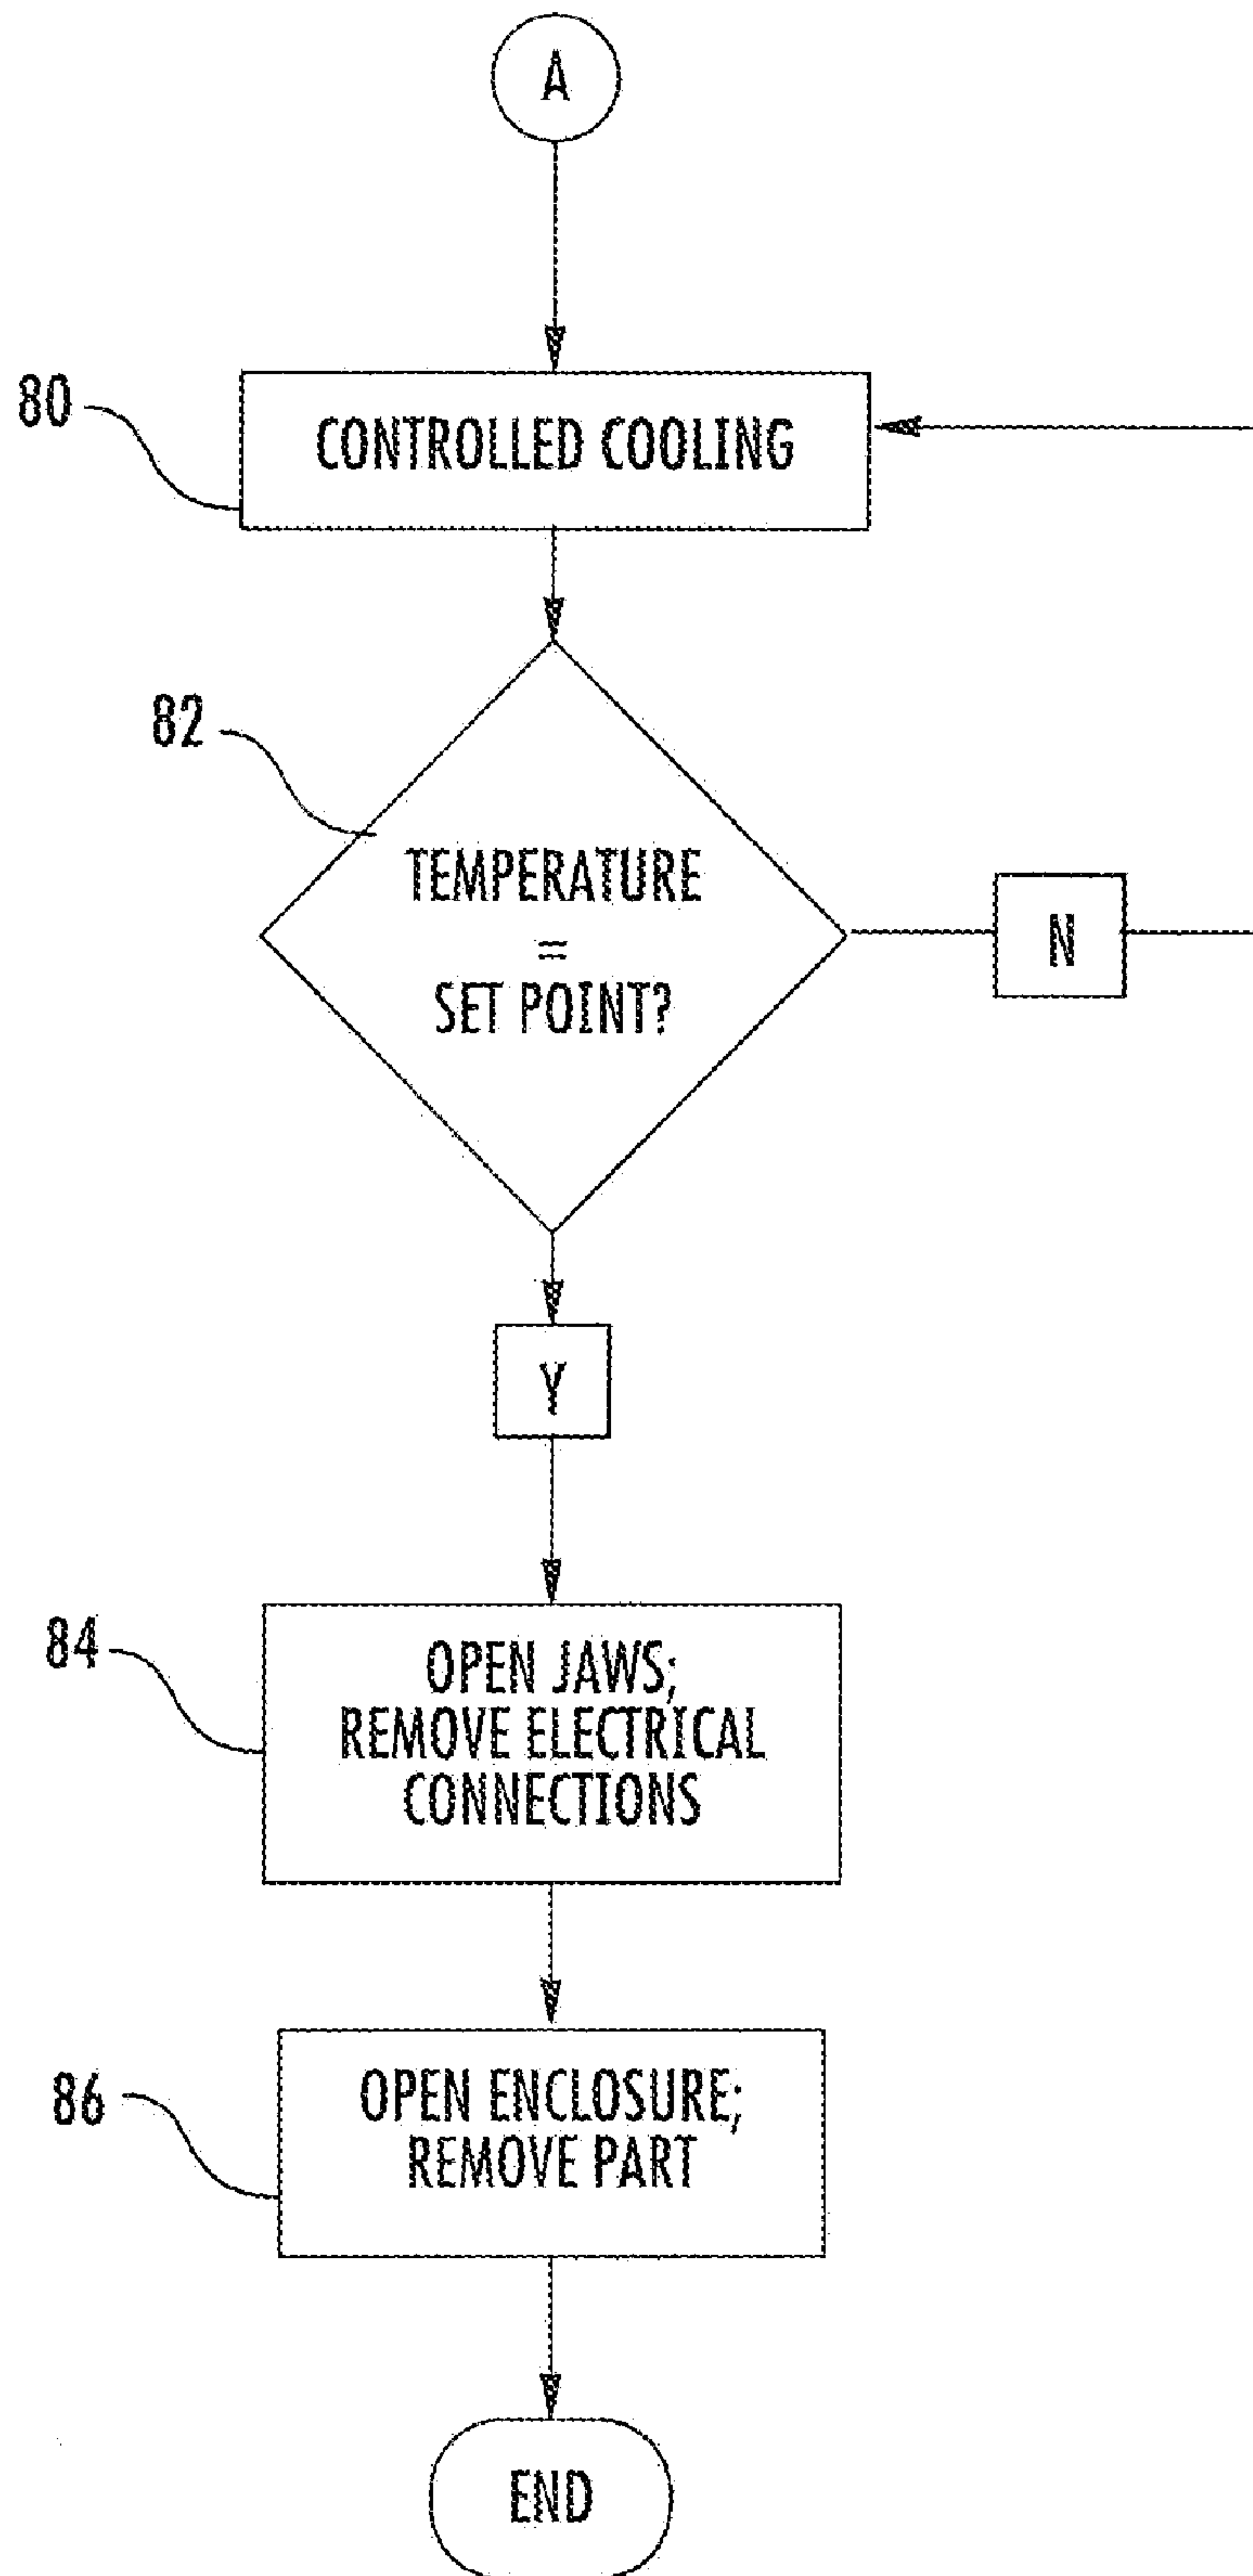 A
80
CONTROLLED COOLING
82
TEMPERATURE
=
SET POINT?
N
Y
84
OPEN JAWS;
REMOVE ELECTRICAL
CONNECTIONS
86
OPEN ENCLOSURE;
REMOVE PART
END